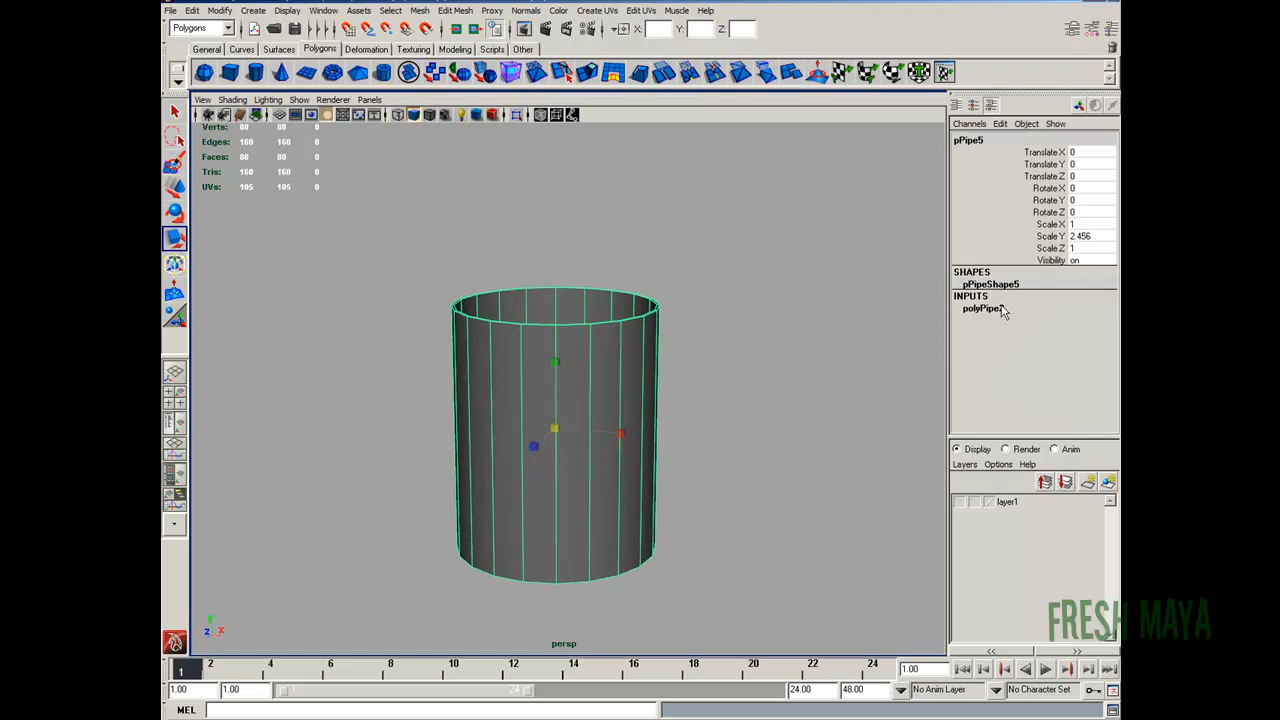 File Edit Modify Create Display Window Assets Select Mesh Edit Mesh Proxy Normals Color Create UVs Edit UVs Muscle Help
Polygons X: Y: Z:
General Curves Surfaces Polygons Deformation Texturing Modeling Scripts Other
View Shading Lighting Show Renderer Panels
Verts: 80 80 0
Edges: 160 160 0
Faces: 80 80 0
Tris: 160 160 0
UVs: 105 105 0
persp
Channels Edit Object Show
pPipe5
Translate X 0
Translate Y 0
Translate Z 0
Rotate X 0
Rotate Y 0
Rotate Z 0
Scale X 1
Scale Y 2.456
Scale Z 1
Visibility on
SHAPES
pPipeShape5
INPUTS
Display Render Anim
Layers Options Help
layer1
FRESH MAYA
1 2 4 6 8 10 12 14 16 18 20 22 24 1.00
1.00 1.00 1 24 24.00 48.00 No Anim Layer No Character Set
MEL